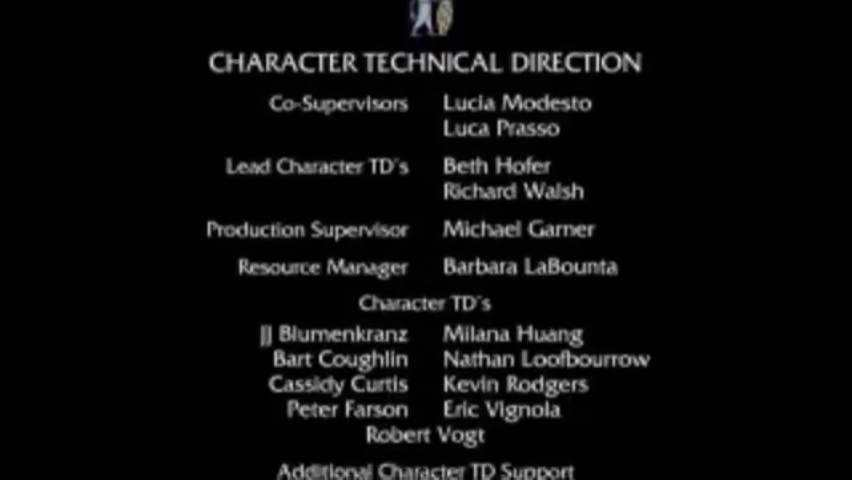 CHARACTER TECHNICAL DIRECTION
Co-Supervisors Lucia Modesto
Luca Prasso
Lead Character TD's Beth Hofer
Richard Walsh
Production Supervisor Michael Garner
Resource Manager Barbara LaBounta
Character TD's
JJ Blumenkranz Milana Huang
Bart Coughlin Nathan Loofbourrow
Cassidy Curtis Kevin Rodgers
Peter Farson Eric Vignola
Robert Vogt
Additional Character TD Support